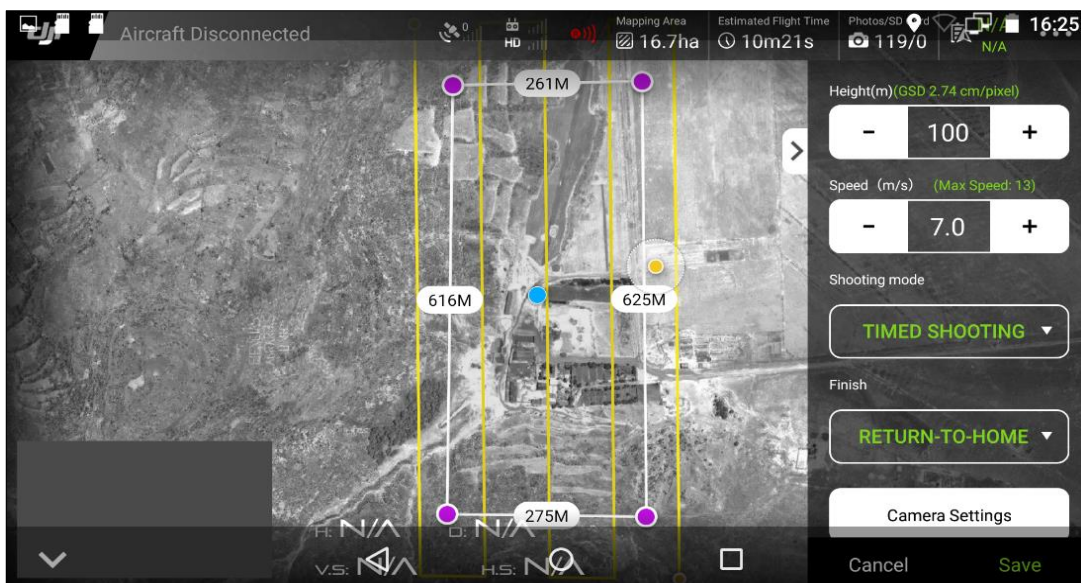 Aircraft Disconnected
0
HD
Mapping Area
16.7ha
Estimated Flight Time
10m21s
Photos/SD
119/0
N/A
16:25
261M
616M
625M
275M
H: N/A
D: N/A
V.S: N/A
H.S: N/A
Height(m)(GSD 2.74 cm/pixel)
- 100 +
Speed (m/s) (Max Speed: 13)
- 7.0 +
Shooting mode
TIMED SHOOTING
Finish
RETURN-TO-HOME
Camera Settings
Cancel Save